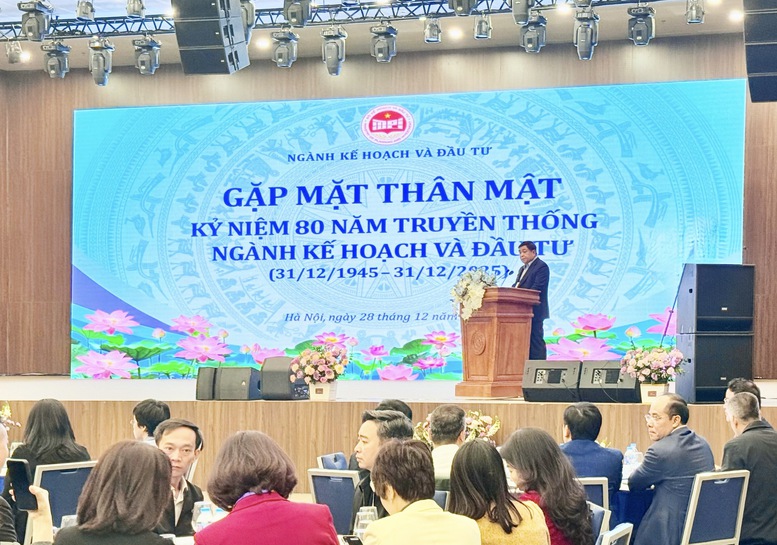 MPI
NGÀNH KẾ HOẠCH VÀ ĐẦU TƯ
GẶP MẶT THÂN MẬT
KỶ NIỆM 80 NĂM TRUYỀN THỐNG
NGÀNH KẾ HOẠCH VÀ ĐẦU TƯ
(31/12/1945-31/12/2025)
Hà Nội, ngày 28 tháng 12 năm